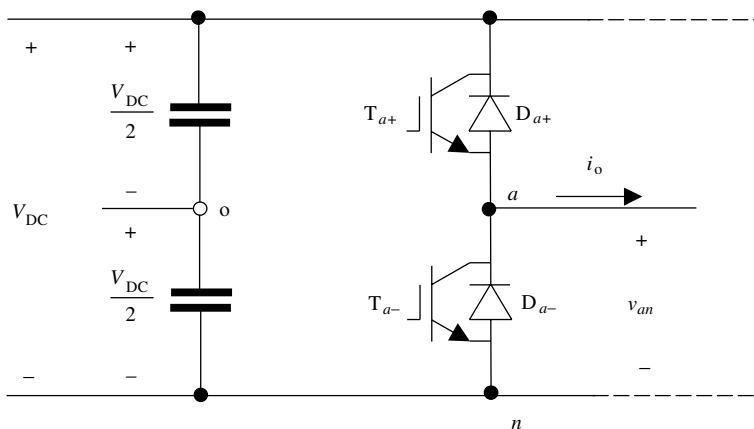 + +
V_DC
2
T_a+
D_a+
i_o
–
a
V_DC
o
+
+
V_DC
2
T_a–
D_a–
v_an
– –
–
n